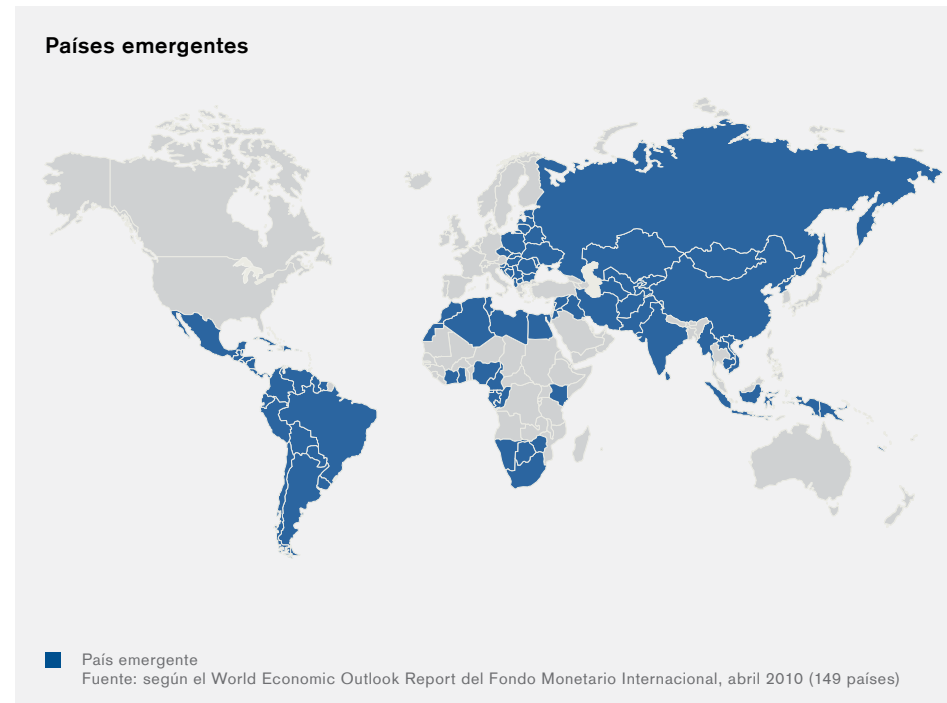 Países emergentes
País emergente
Fuente: según el World Economic Outlook Report del Fondo Monetario Internacional, abril 2010 (149 países)